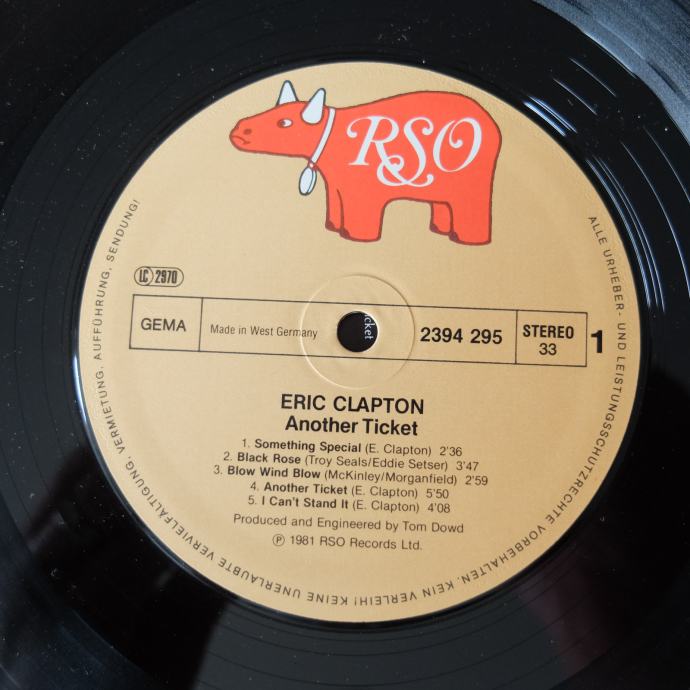 RSO
LC 2970
GEMA
Made in West Germany
cket
2394 295
STEREO
33
1
ERIC CLAPTON
Another Ticket
1. Something Special (E. Clapton) 2'36
2. Black Rose (Troy Seals/Eddie Setser) 3'47
3. Blow Wind Blow (McKinley/Morganfield) 2'59
4. Another Ticket (E. Clapton) 5'50
5. I Can't Stand It (E. Clapton) 4'08
Produced and Engineered by Tom Dowd
℗ 1981 RSO Records Ltd.
ALLE URHEBER- UND LEISTUNGSSCHUTZRECHTE VORBEHALTEN. KEIN VERLEIH! KEINE UNERLAUBTE VERVIELFÄLTIGUNG, VERMIETUNG, AUFFÜHRUNG, SENDUNG!